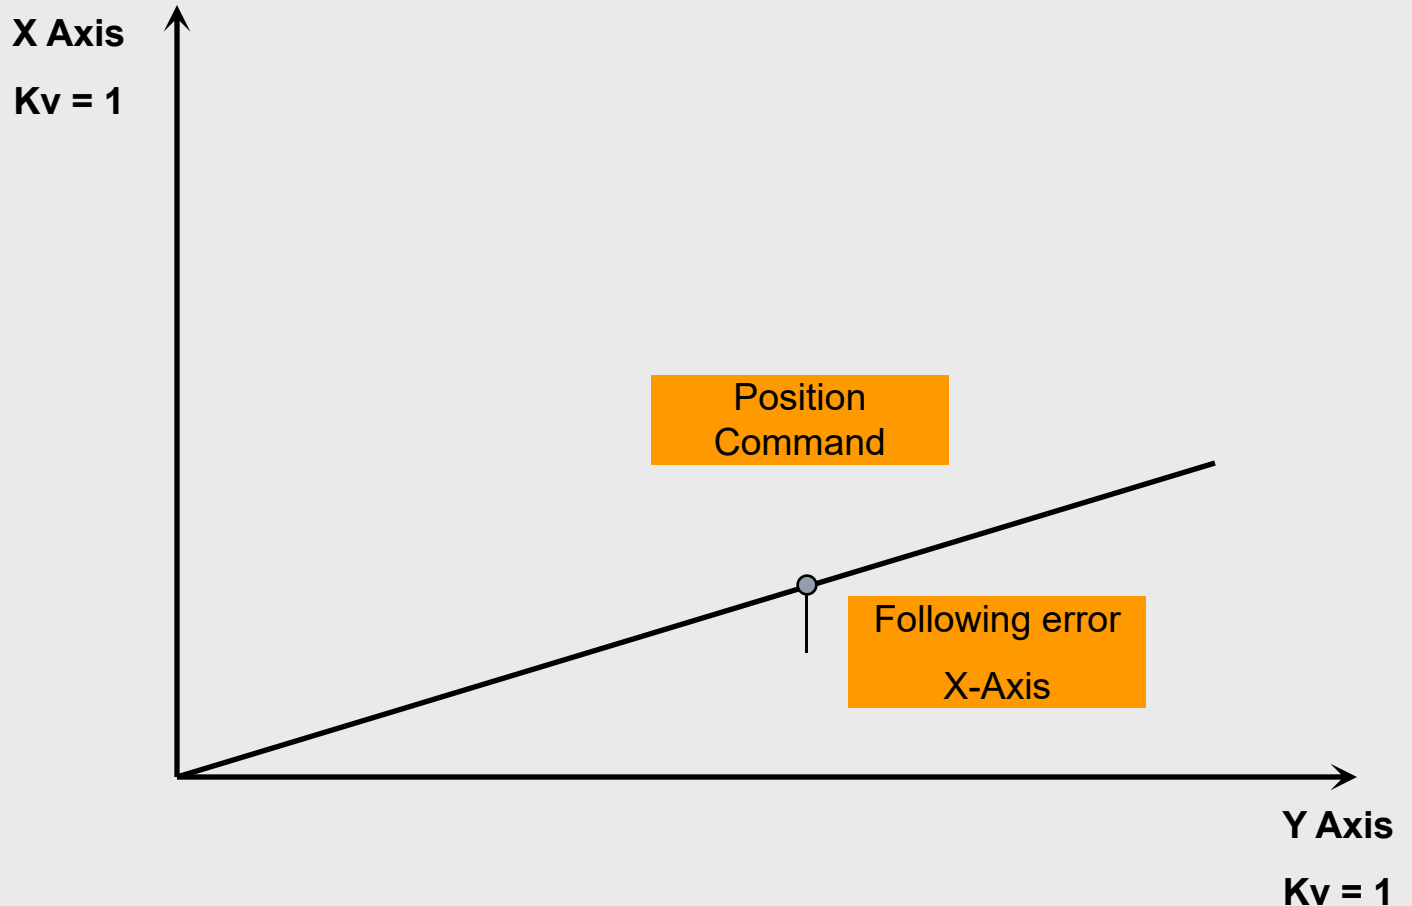 X Axis
Kv = 1
Position
Command
Following error
X-Axis
Y Axis
Kv = 1